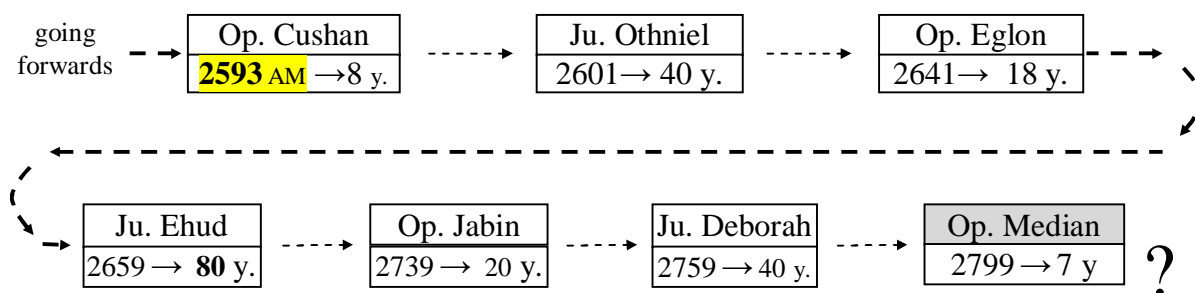 going
forwards
Op. Cushan
2593 AM → 8 y.
Ju. Othniel
2601 → 40 y.
Op. Eglon
2641 → 18 y.
Ju. Ehud
2659 → 80 y.
Op. Jabin
2739 → 20 y.
Ju. Deborah
2759 → 40 y.
Op. Median
2799 → 7 y
?